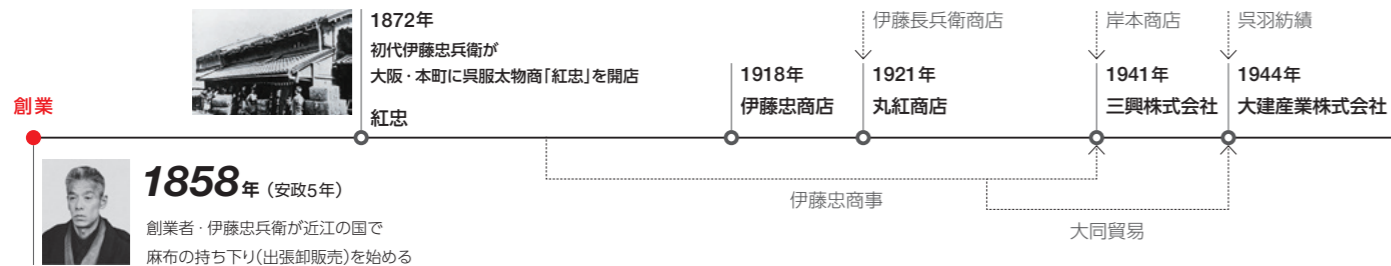 創業
1872年
初代伊藤忠兵衛が
大阪・本町に呉服太物商「紅忠」を開店
紅忠
1918年
伊藤忠商店
伊藤長兵衛商店
1921年
丸紅商店
岸本商店
1941年
三興株式会社
呉羽紡績
1944年
大建産業株式会社
伊藤忠商事
大同貿易
1858年（安政5年）
創業者・伊藤忠兵衛が近江の国で
麻布の持ち下り(出張卸販売)を始める